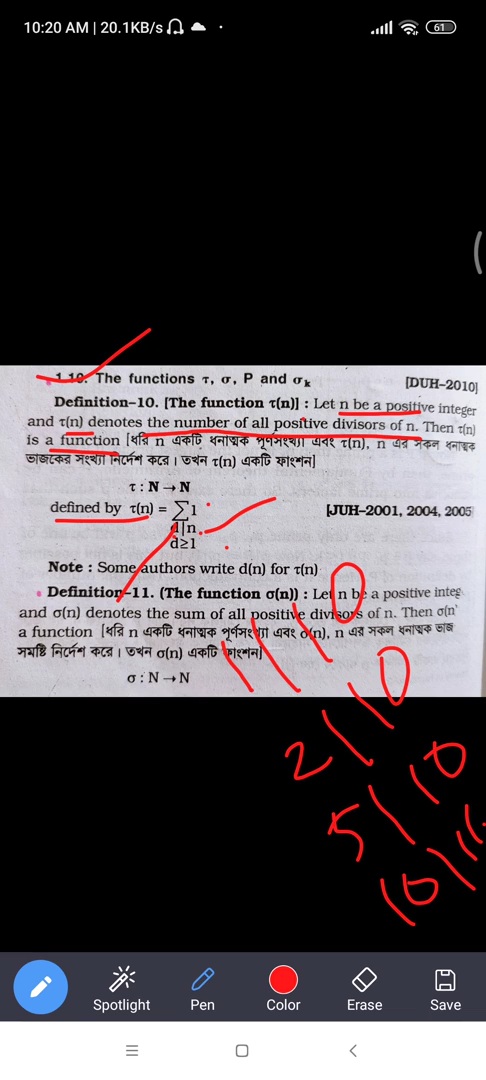 10:20 AM | 20.1KB/s
61
1.10. The functions τ, σ, P and σₖ [DUH–2010]
Definition–10. [The function τ(n)] : Let n be a positive integer
and τ(n) denotes the number of all positive divisors of n. Then τ(n)
is a function [ধরি n একটি ধনাত্মক পূর্ণসংখ্যা এবং τ(n), n এর সকল ধনাত্মক
ভাজকের সংখ্যা নির্দেশ করে। তখন τ(n) একটি ফাংশন]
τ : N → N
defined by τ(n) = ∑1 [JUH–2001, 2004, 2005
d|n
d≥1
Note : Some authors write d(n) for τ(n)
Definition–11. (The function σ(n)) : Let n be a positive integ
and σ(n) denotes the sum of all positive divisors of n. Then σ(n)
a function [ধরি n একটি ধনাত্মক পূর্ণসংখ্যা এবং σ(n), n এর সকল ধনাত্মক ভাজ
সমষ্টি নির্দেশ করে। তখন σ(n) একটি ফাংশন]
σ : N → N
1|10
2|10
5|10
10|1
Spotlight Pen Color Erase Save